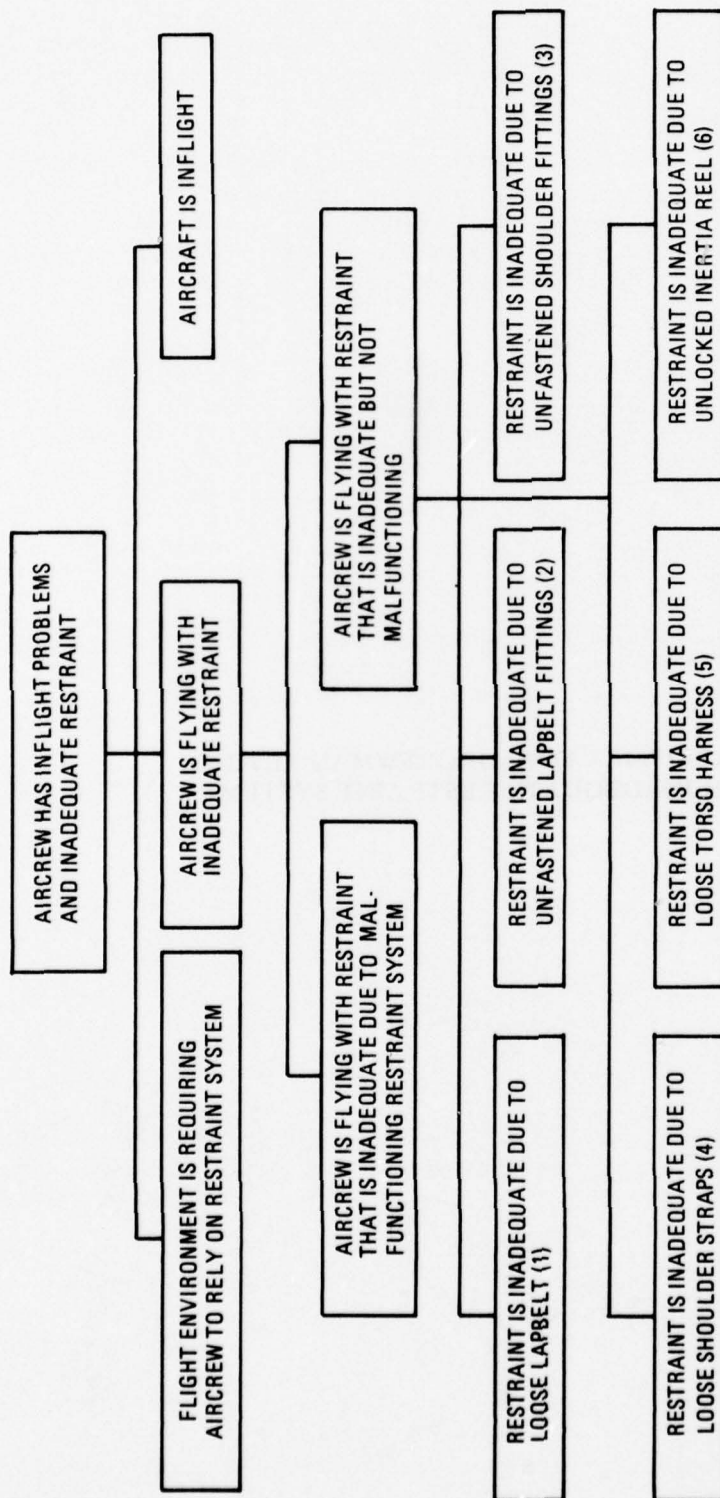 AIRCREW HAS INFLIGHT PROBLEMS
AND INADEQUATE RESTRAINT
FLIGHT ENVIRONMENT IS REQUIRING
AIRCREW TO RELY ON RESTRAINT SYSTEM
AIRCREW IS FLYING WITH
INADEQUATE RESTRAINT
AIRCRAFT IS INFLIGHT
AIRCREW IS FLYING WITH RESTRAINT
THAT IS INADEQUATE DUE TO MAL-
FUNCTIONING RESTRAINT SYSTEM
AIRCREW IS FLYING WITH RESTRAINT
THAT IS INADEQUATE BUT NOT
MALFUNCTIONING
RESTRAINT IS INADEQUATE DUE TO
LOOSE LAPBELT (1)
RESTRAINT IS INADEQUATE DUE TO
UNFASTENED LAPBELT FITTINGS (2)
RESTRAINT IS INADEQUATE DUE TO
UNFASTENED SHOULDER FITTINGS (3)
RESTRAINT IS INADEQUATE DUE TO
LOOSE SHOULDER STRAPS (4)
RESTRAINT IS INADEQUATE DUE TO
LOOSE TORSO HARNESS (5)
RESTRAINT IS INADEQUATE DUE TO
UNLOCKED INERTIA REEL (6)